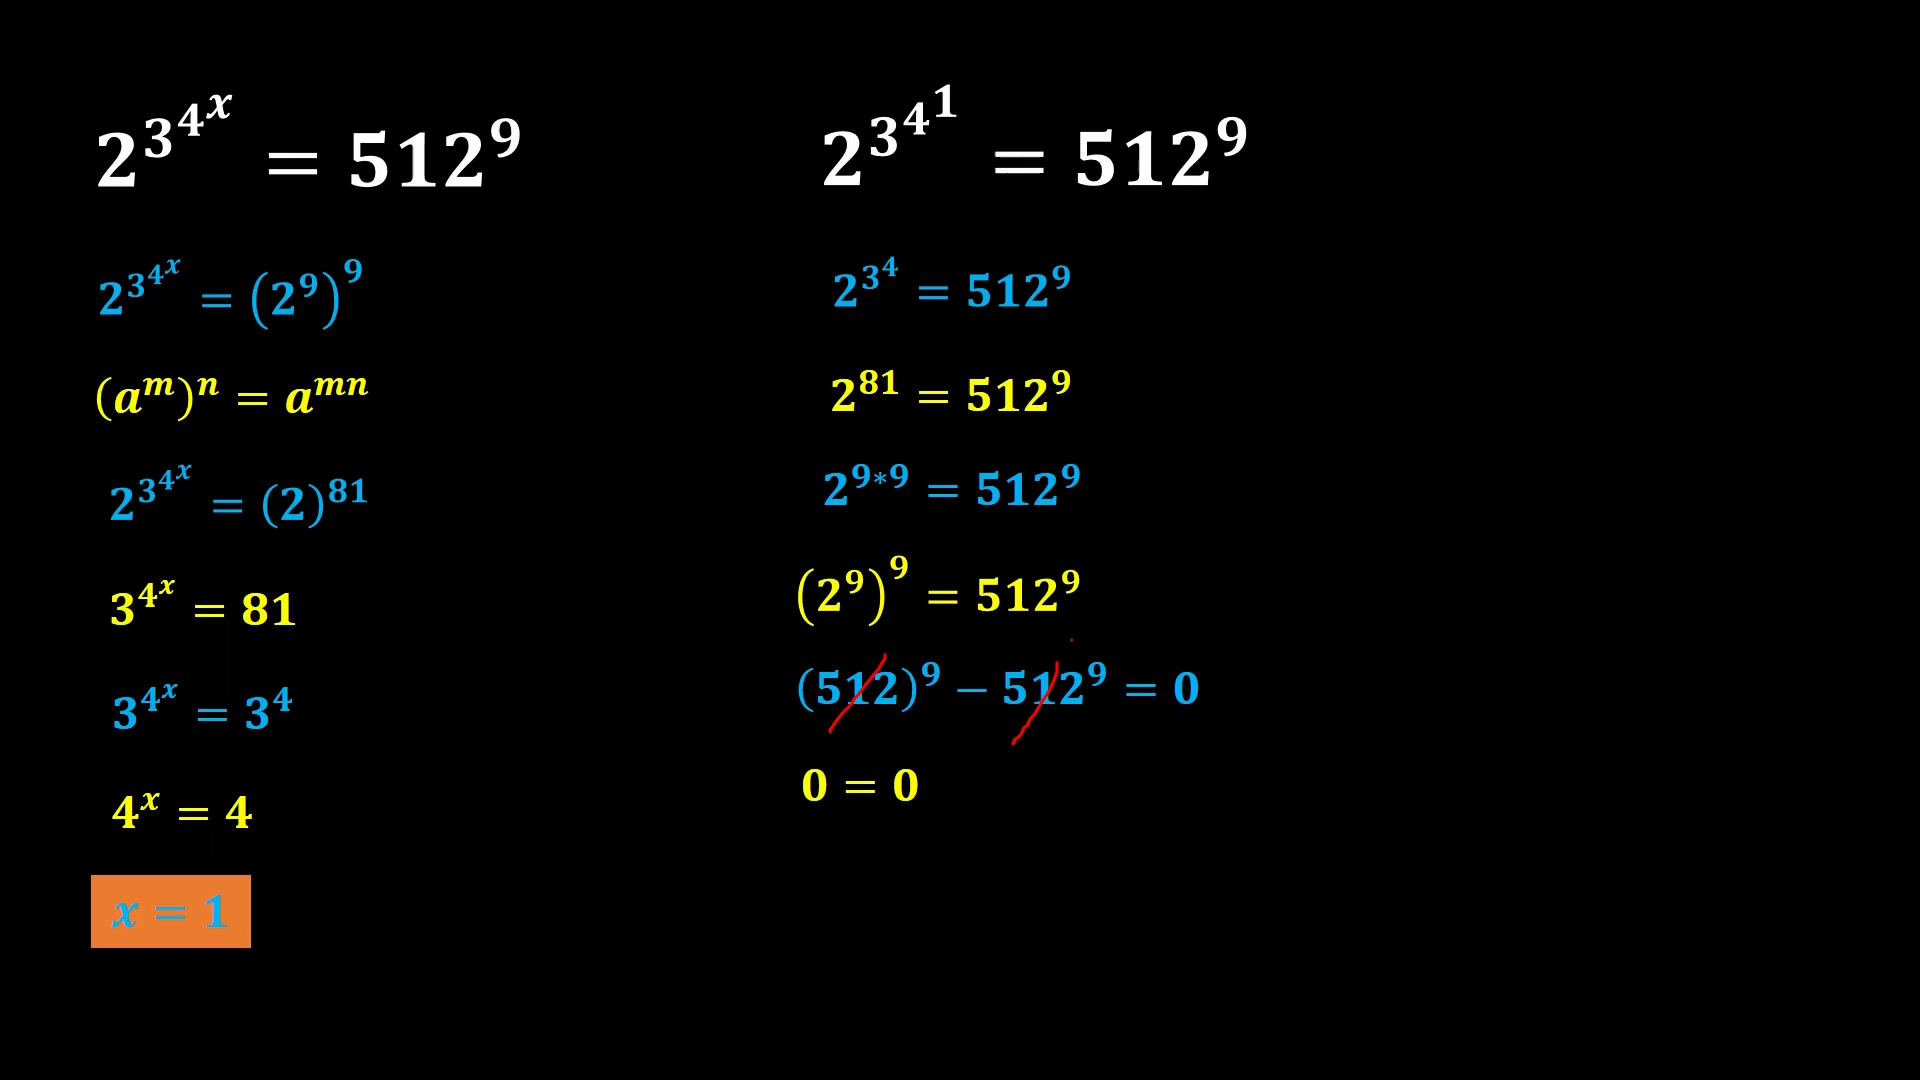 2^{3^{4^x}} = 512^9
2^{3^{4^x}} = (2^9)^9
(a^m)^n = a^{mn}
2^{3^{4^x}} = (2)^{81}
3^{4^x} = 81
3^{4^x} = 3^4
4^x = 4
x = 1
2^{3^{4^1}} = 512^9
2^{3^4} = 512^9
2^{81} = 512^9
2^{9*9} = 512^9
(2^9)^9 = 512^9
(512)^9 − 512^9 = 0
0 = 0